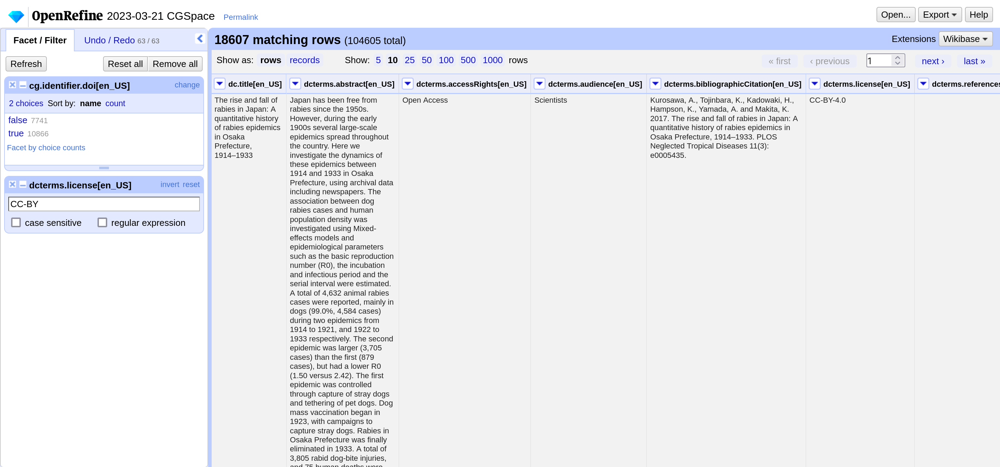 OpenRefine 2023-03-21 CGSpace Permalink
Open... Export Help
Facet / Filter Undo / Redo 63 / 63
Refresh Reset all Remove all
cg.identifier.doi[en_US] change
2 choices Sort by: name count
false 7741
true 10866
Facet by choice counts
dcterms.license[en_US] invert reset
CC-BY
case sensitive regular expression
18607 matching rows (104605 total)
Extensions Wikibase
Show as: rows records Show: 5 10 25 50 100 500 1000 rows
« first ‹ previous 1 next › last »
dc.title[en_US] dcterms.abstract[en_US] dcterms.accessRights[en_US] dcterms.audience[en_US] dcterms.bibliographicCitation[en_US] dcterms.license[en_US] dcterms.references
The rise and fall of
rabies in Japan: A
quantitative history
of rabies epidemics
in Osaka
Prefecture,
1914–1933
Japan has been free from
rabies since the 1950s.
However, during the early
1900s several large-scale
epidemics spread throughout
the country. Here we
investigate the dynamics of
these epidemics between
1914 and 1933 in Osaka
Prefecture, using archival data
including newspapers. The
association between dog
rabies cases and human
population density was
investigated using Mixed-
effects models and
epidemiological parameters
such as the basic reproduction
number (R0), the incubation
and infectious period and the
serial interval were estimated.
A total of 4,632 animal rabies
cases were reported, mainly in
dogs (99.0%, 4,584 cases)
during two epidemics from
1914 to 1921, and 1922 to
1933 respectively. The second
epidemic was larger (3,705
cases) than the first (879
cases), but had a lower R0
(1.50 versus 2.42). The first
epidemic was controlled
through capture of stray dogs
and tethering of pet dogs. Dog
mass vaccination began in
1923, with campaigns to
capture stray dogs. Rabies in
Osaka Prefecture was finally
eliminated in 1933. A total of
3,805 rabid dog-bite injuries,
and 75 human deaths were
Open Access
Scientists
Kurosawa, A., Tojinbara, K., Kadowaki, H.,
Hampson, K., Yamada, A. and Makita, K.
2017. The rise and fall of rabies in Japan: A
quantitative history of rabies epidemics in
Osaka Prefecture, 1914–1933. PLOS
Neglected Tropical Diseases 11(3):
e0005435.
CC-BY-4.0